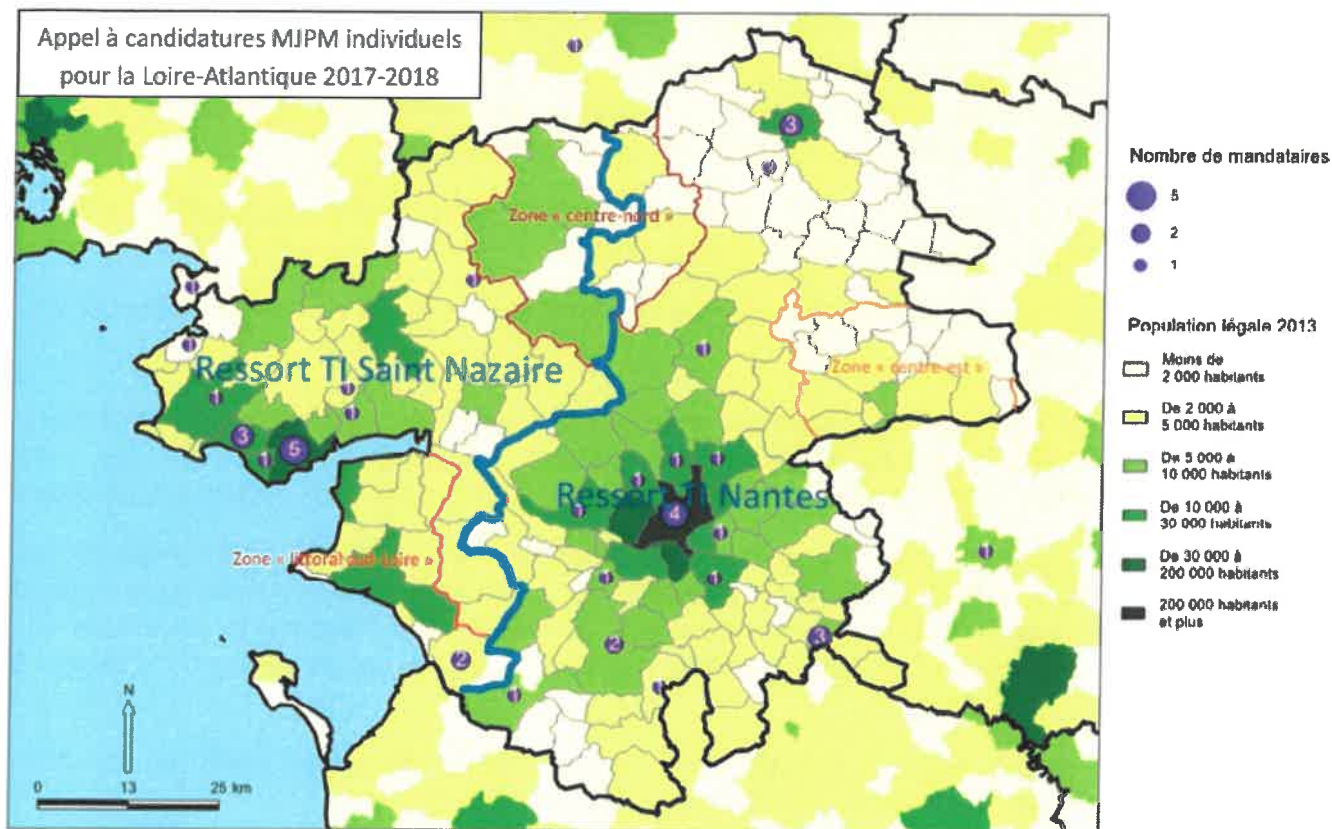 Appel à candidatures MJPM individuels
pour la Loire-Atlantique 2017-2018
1
3
1
Zone « centre-nord »
1
1
1
1
Ressort TI Saint Nazaire
Zone « centre-est »
1
1
1
3
5
1
1
1
1
Ressort TI Nantes
1
4
1
1
Zone « littoral sud-Loire »
1
1
2
2
3
1
1
N
0
13
25 km
Nombre de mandataires
5
2
1
Population légale 2013
Moins de
2 000 habitants
De 2 000 à
5 000 habitants
De 5 000 à
10 000 habitants
De 10 000 à
30 000 habitants
De 30 000 à
200 000 habitants
200 000 habitants
et plus